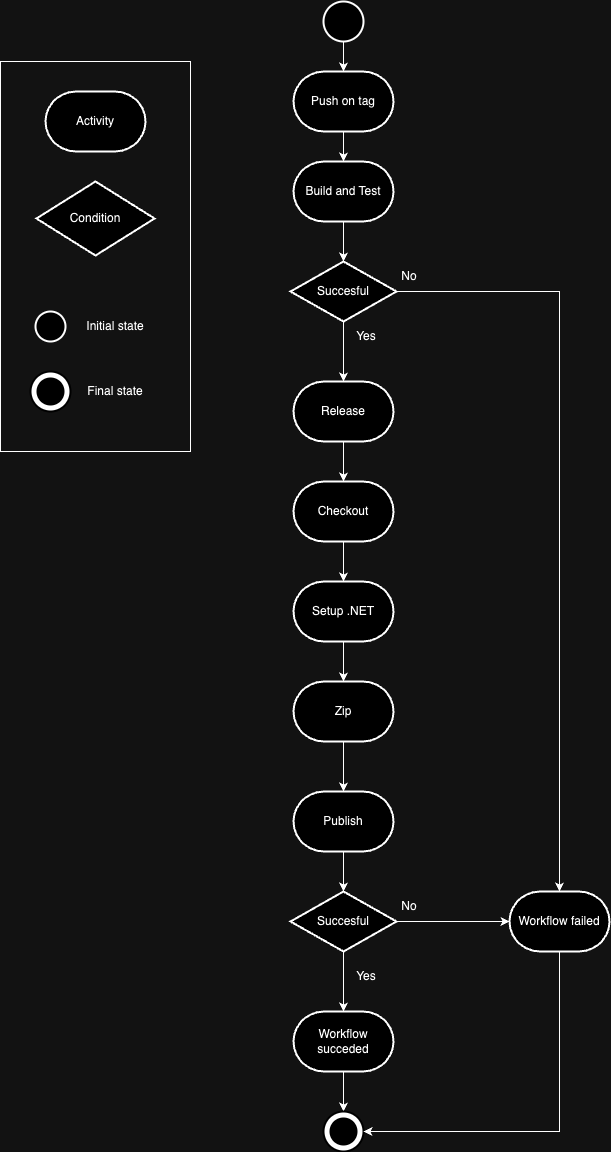 Activity
Condition
Initial state
Final state
Push on tag
Build and Test
Succesful
No
Yes
Release
Checkout
Setup .NET
Zip
Publish
Succesful
No
Workflow failed
Yes
Workflow
succeded